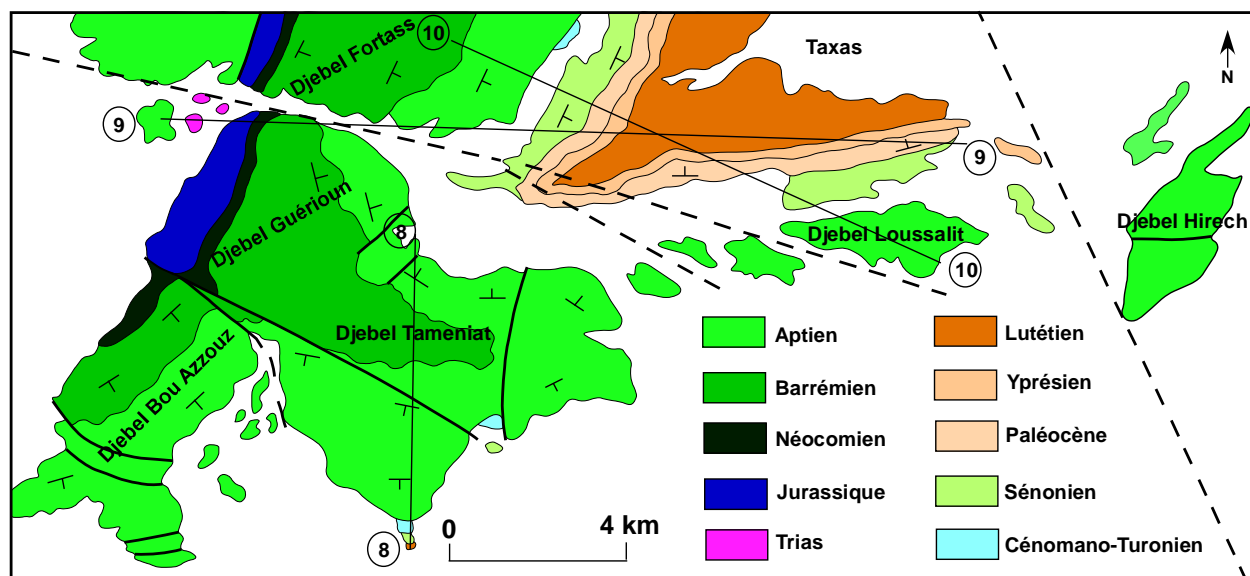 Djebel Fortass
10
Taxas
N
9
9
Djebel Guérioun
8
Djebel Loussalit
Djebel Hirech
10
Djebel Tameniat
Djebel Bou Azzouz
8
0 4 km
Aptien
Barrémien
Néocomien
Jurassique
Trias
Lutétien
Yprésien
Paléocène
Sénonien
Cénomano-Turonien